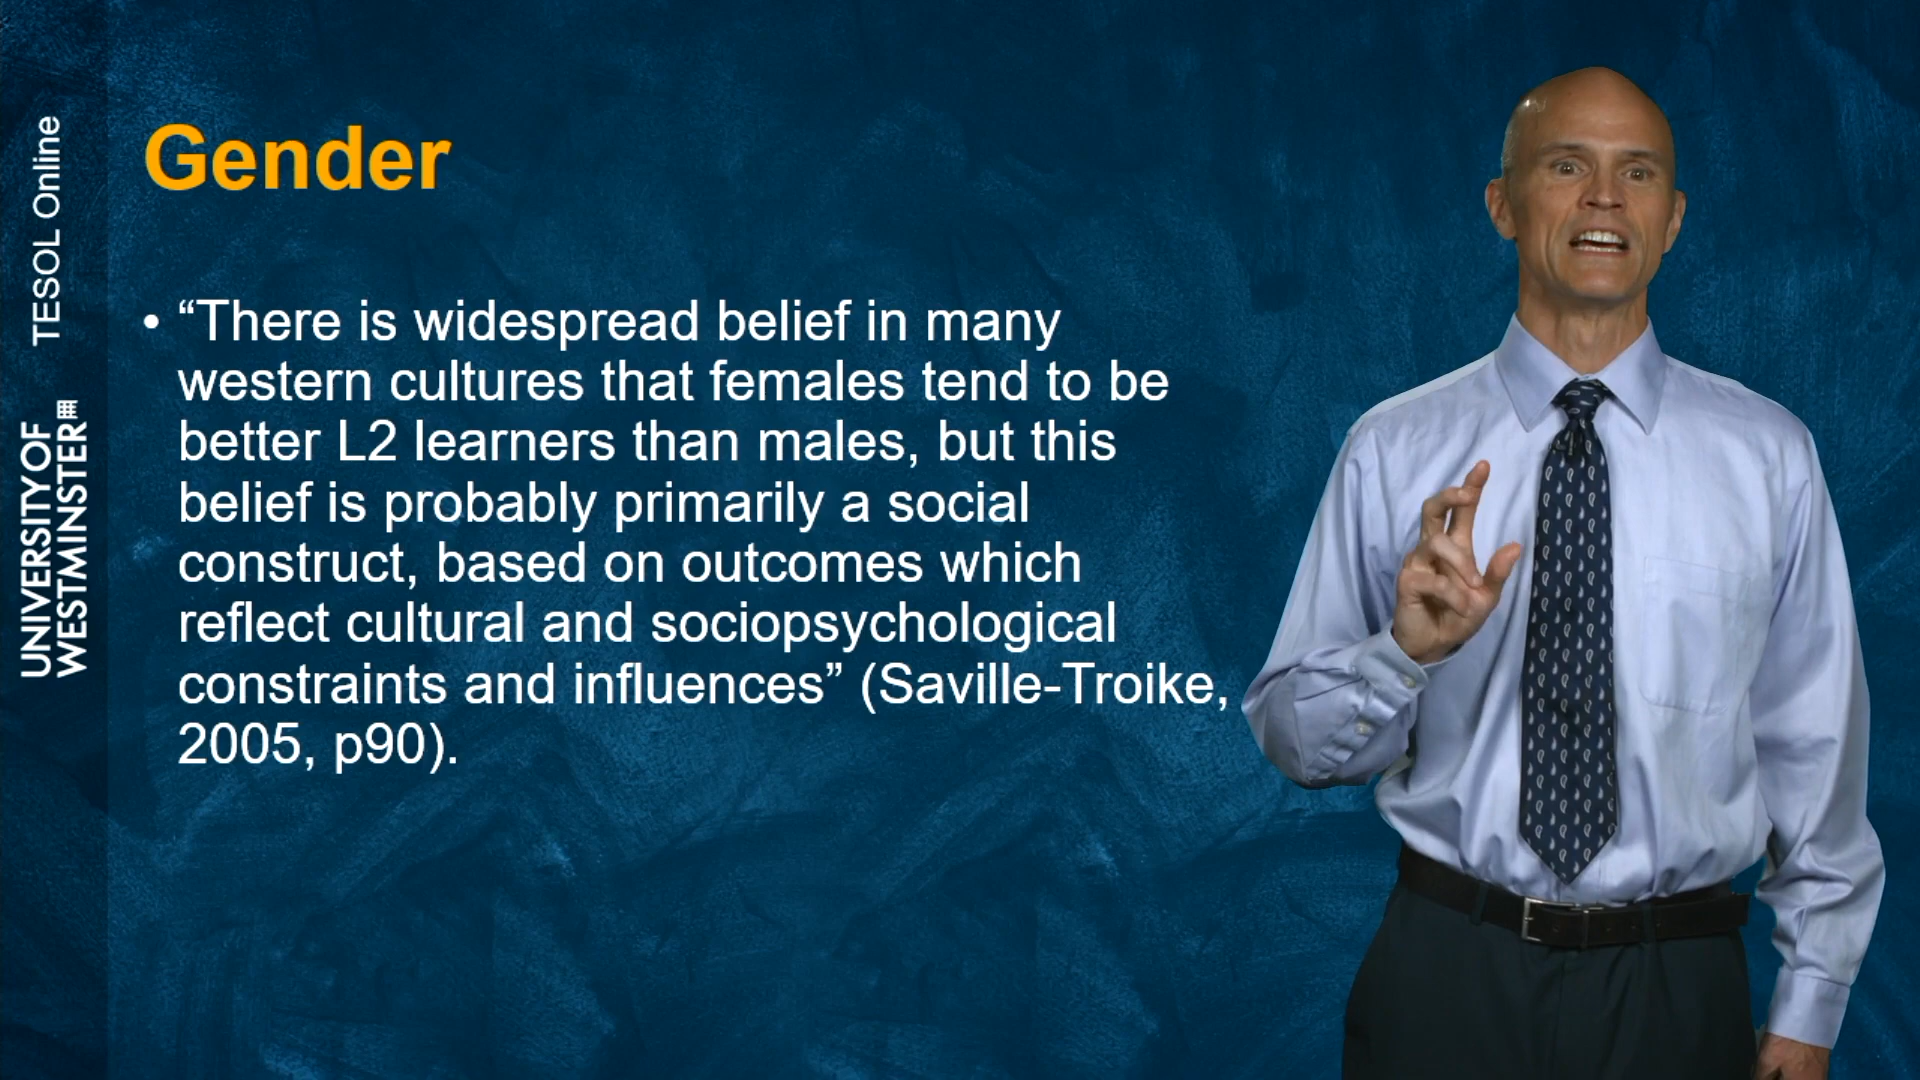 Gender
• “There is widespread belief in many
western cultures that females tend to be
better L2 learners than males, but this
belief is probably primarily a social
construct, based on outcomes which
reflect cultural and sociopsychological
constraints and influences” (Saville-Troike,
2005, p90).
TESOL Online
UNIVERSITY OF
WESTMINSTER